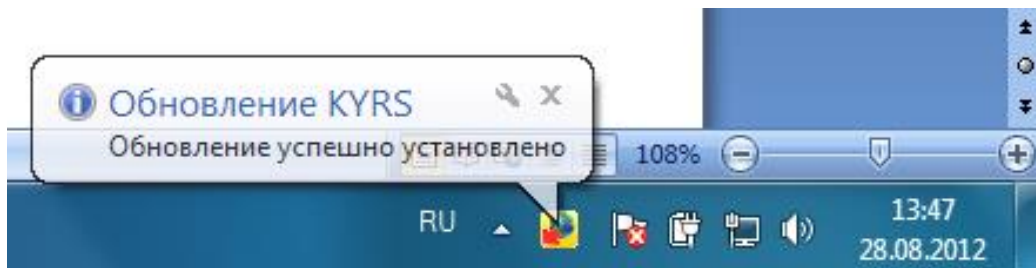 Обновление KYRS
Обновление успешно установлено
108%
RU
13:47
28.08.2012